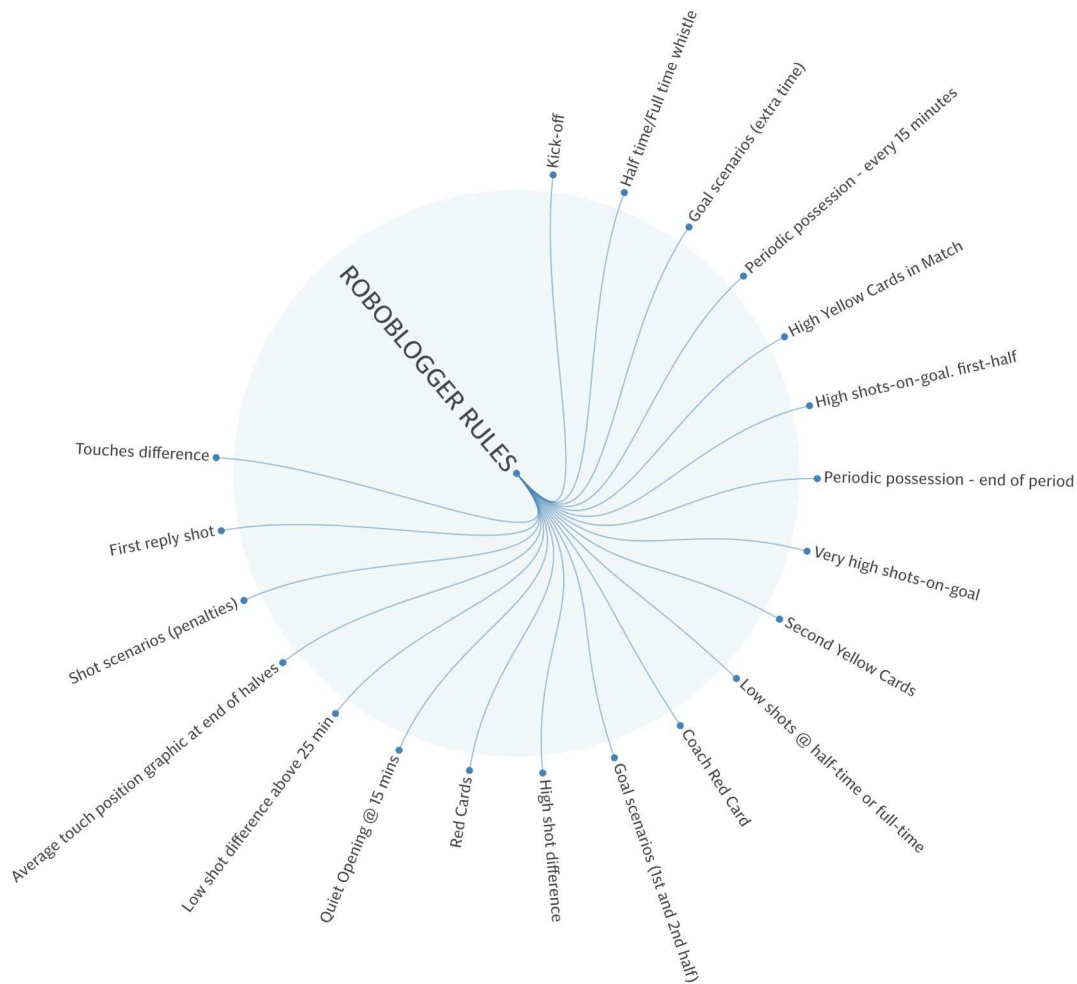 ROBOBLOGGER RULES
Kick-off
Half time/Full time whistle
Goal scenarios (extra time)
Periodic possession - every 15 minutes
High Yellow Cards in Match
High shots-on-goal. first-half
Periodic possession - end of period
Very high shots-on-goal
Second Yellow Cards
Low shots @ half-time or full-time
Coach Red Card
Goal scenarios (1st and 2nd half)
High shot difference
Red Cards
Quiet Opening @ 15 mins
Low shot difference above 25 min
Average touch position graphic at end of halves
Shot scenarios (penalties)
First reply shot
Touches difference